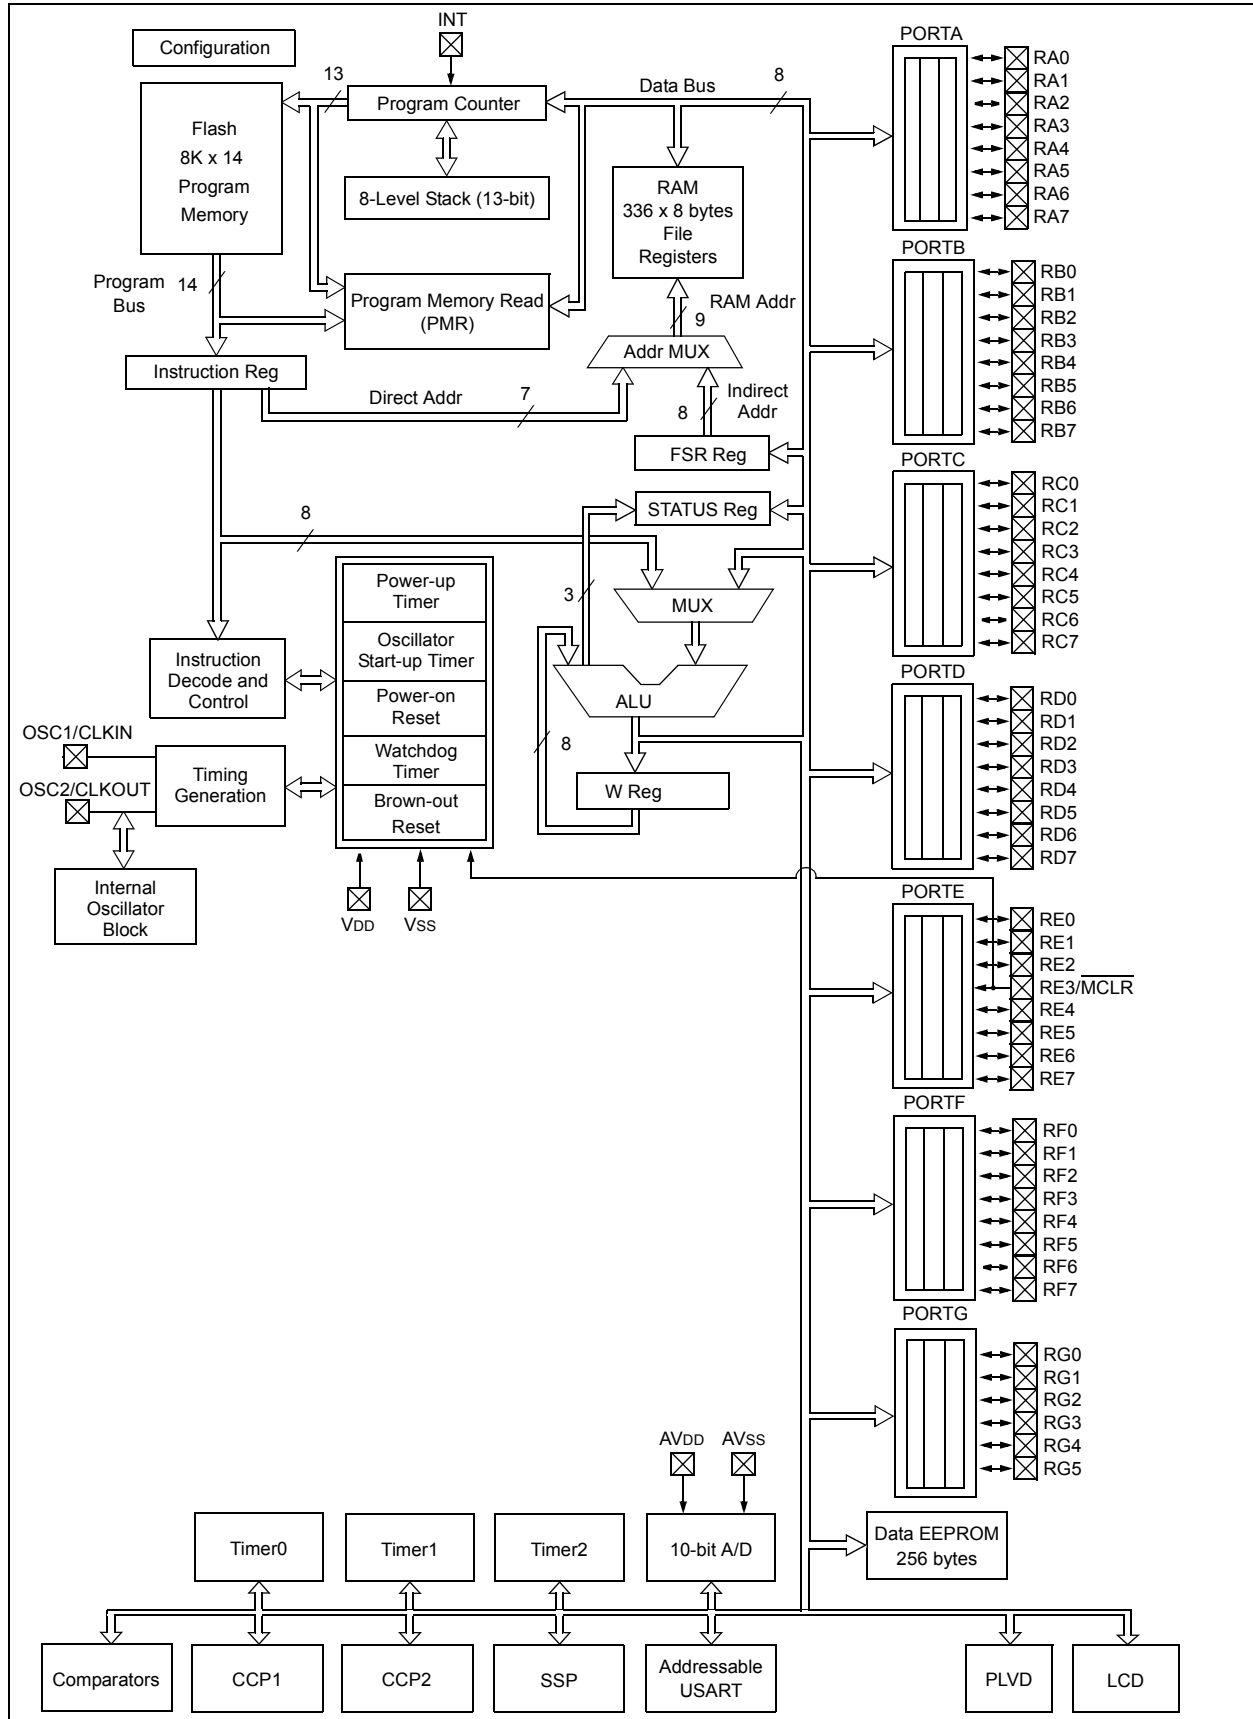 INT
PORTA
Configuration
13
Data Bus
8
RA0
RA1
RA2
RA3
RA4
RA5
RA6
RA7
Program Counter
Flash
8K x 14
Program
Memory
8-Level Stack (13-bit)
RAM
336 x 8 bytes
File
Registers
PORTB
RB0
RB1
RB2
RB3
RB4
RB5
RB6
RB7
Program
Bus
14
Program Memory Read
(PMR)
RAM Addr
9
Addr MUX
Instruction Reg
Direct Addr
7
Indirect
Addr
8
FSR Reg
PORTC
RC0
RC1
RC2
RC3
RC4
RC5
RC6
RC7
STATUS Reg
8
3
MUX
Power-up
Timer
Oscillator
Start-up Timer
Power-on
Reset
Watchdog
Timer
Brown-out
Reset
Instruction
Decode and
Control
ALU
8
W Reg
PORTD
RD0
RD1
RD2
RD3
RD4
RD5
RD6
RD7
OSC1/CLKIN
OSC2/CLKOUT
Timing
Generation
Internal
Oscillator
Block
VDD
VSS
PORTE
RE0
RE1
RE2
RE3/MCLR
RE4
RE5
RE6
RE7
PORTF
RF0
RF1
RF2
RF3
RF4
RF5
RF6
RF7
PORTG
RG0
RG1
RG2
RG3
RG4
RG5
AVDD
AVSS
Timer0
Timer1
Timer2
10-bit A/D
Data EEPROM
256 bytes
Comparators
CCP1
CCP2
SSP
Addressable
USART
PLVD
LCD